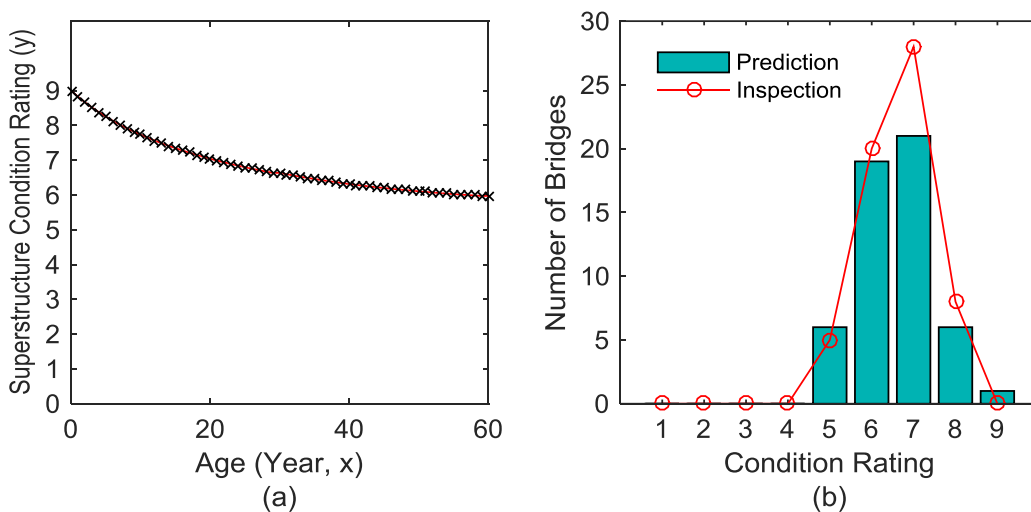 Superstructure Condition Rating (y)
9
8
7
6
5
4
3
2
1
0
0 20 40 60
Age (Year, x)
(a)
Number of Bridges
30
25
20
15
10
5
0
Prediction
Inspection
1 2 3 4 5 6 7 8 9
Condition Rating
(b)